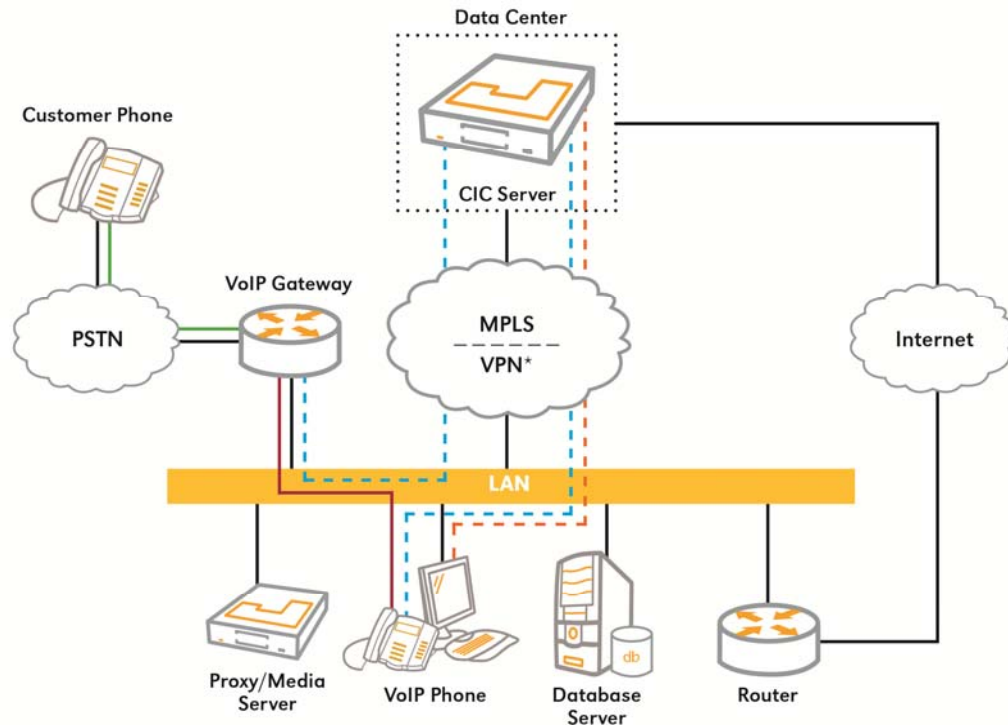 Data Center
Customer Phone
CIC Server
VoIP Gateway
PSTN
MPLS
VPN*
Internet
LAN
db
Proxy/Media
Server
VoIP Phone
Database
Server
Router